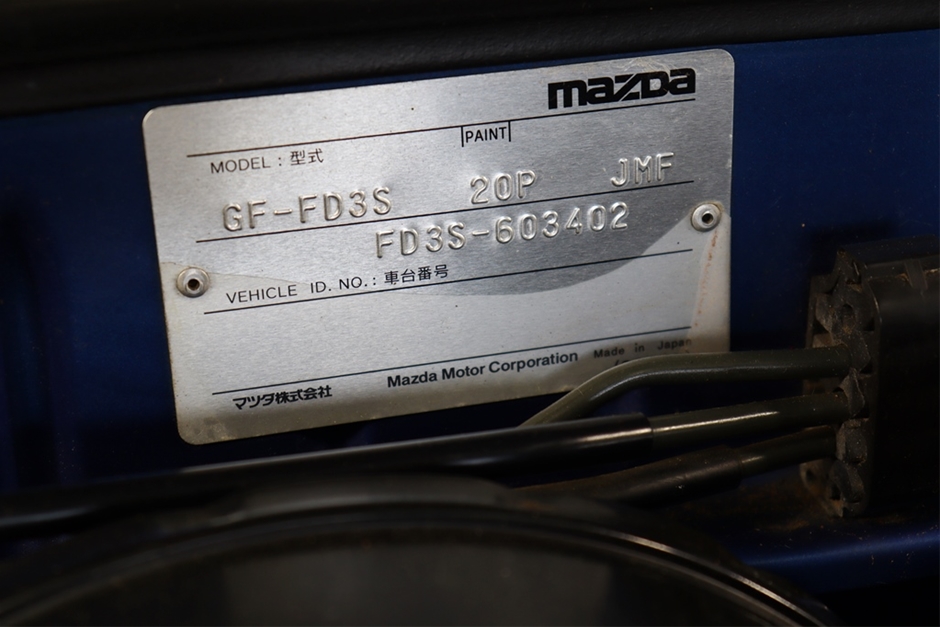 mazda
MODEL : 型式 PAINT
GF-FD3S 20P JMF
FD3S-603402
VEHICLE ID. NO. : 車台番号
マツダ株式会社 Mazda Motor Corporation Made in Japan